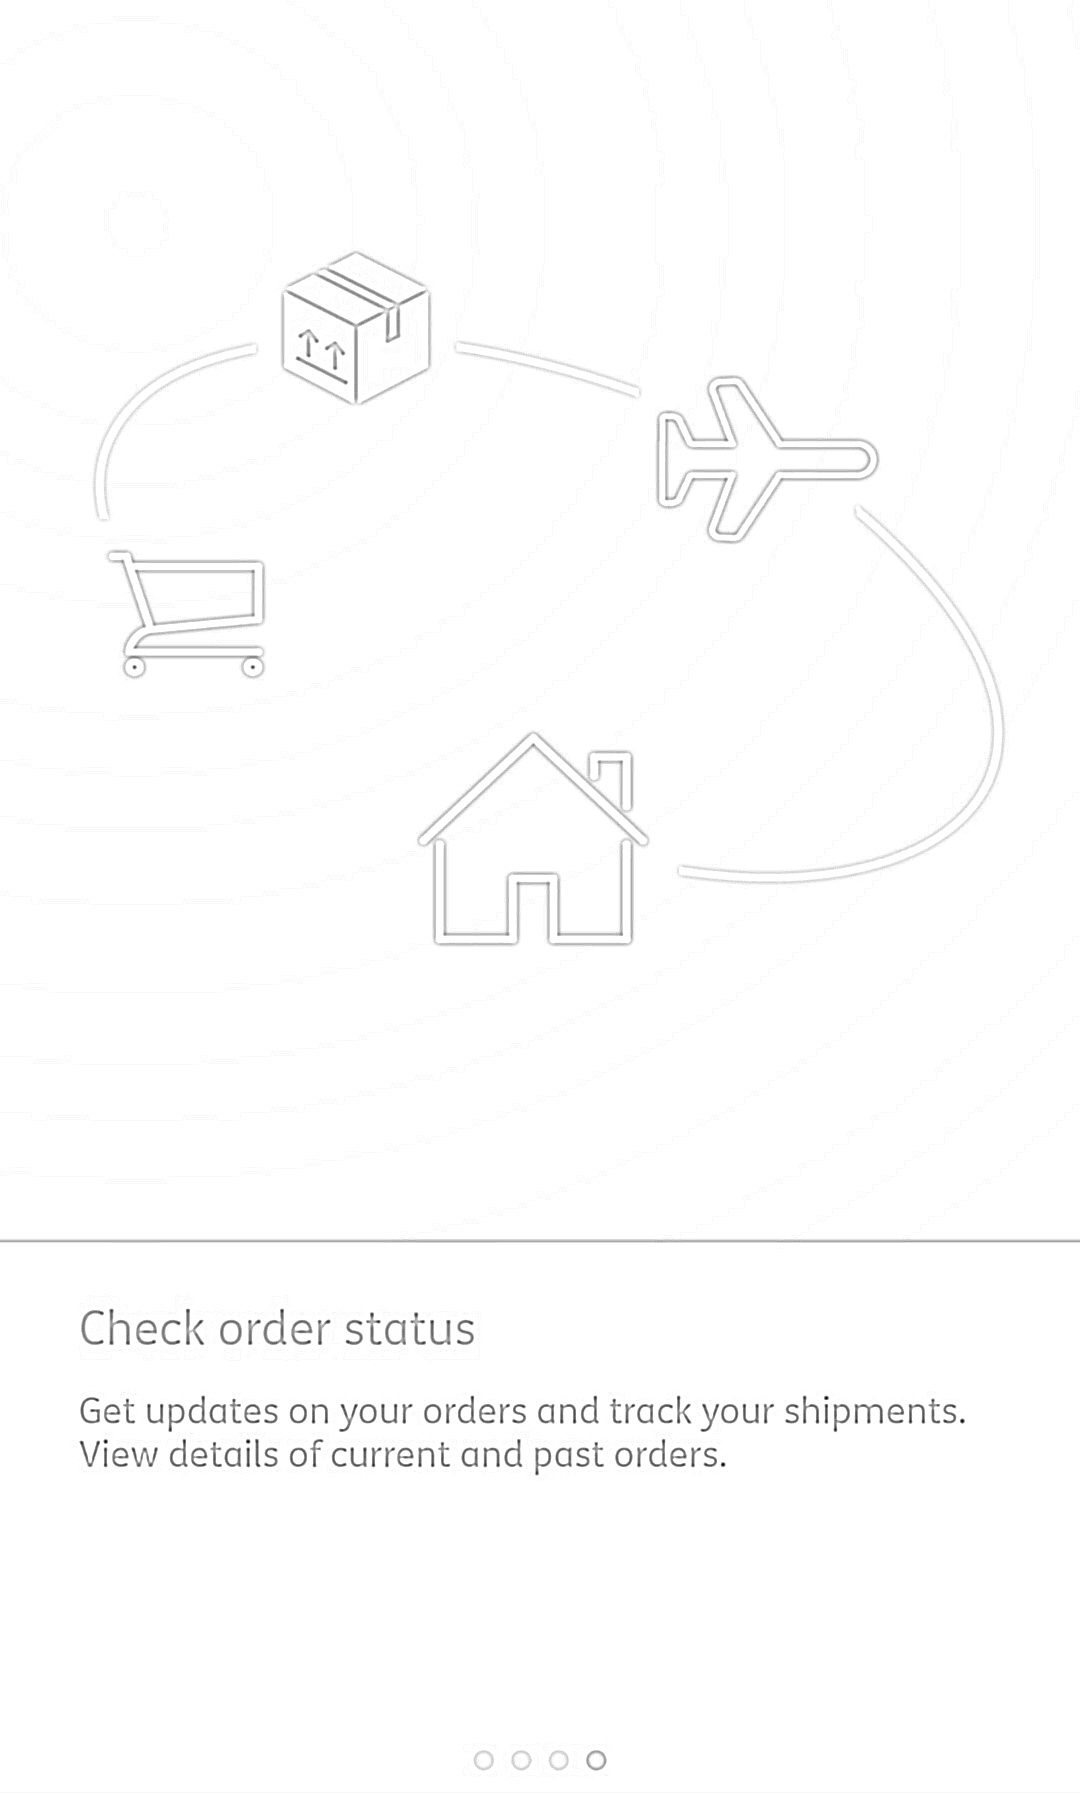 Check order status
Get updates on your orders and track your shipments.
View details of current and past orders.